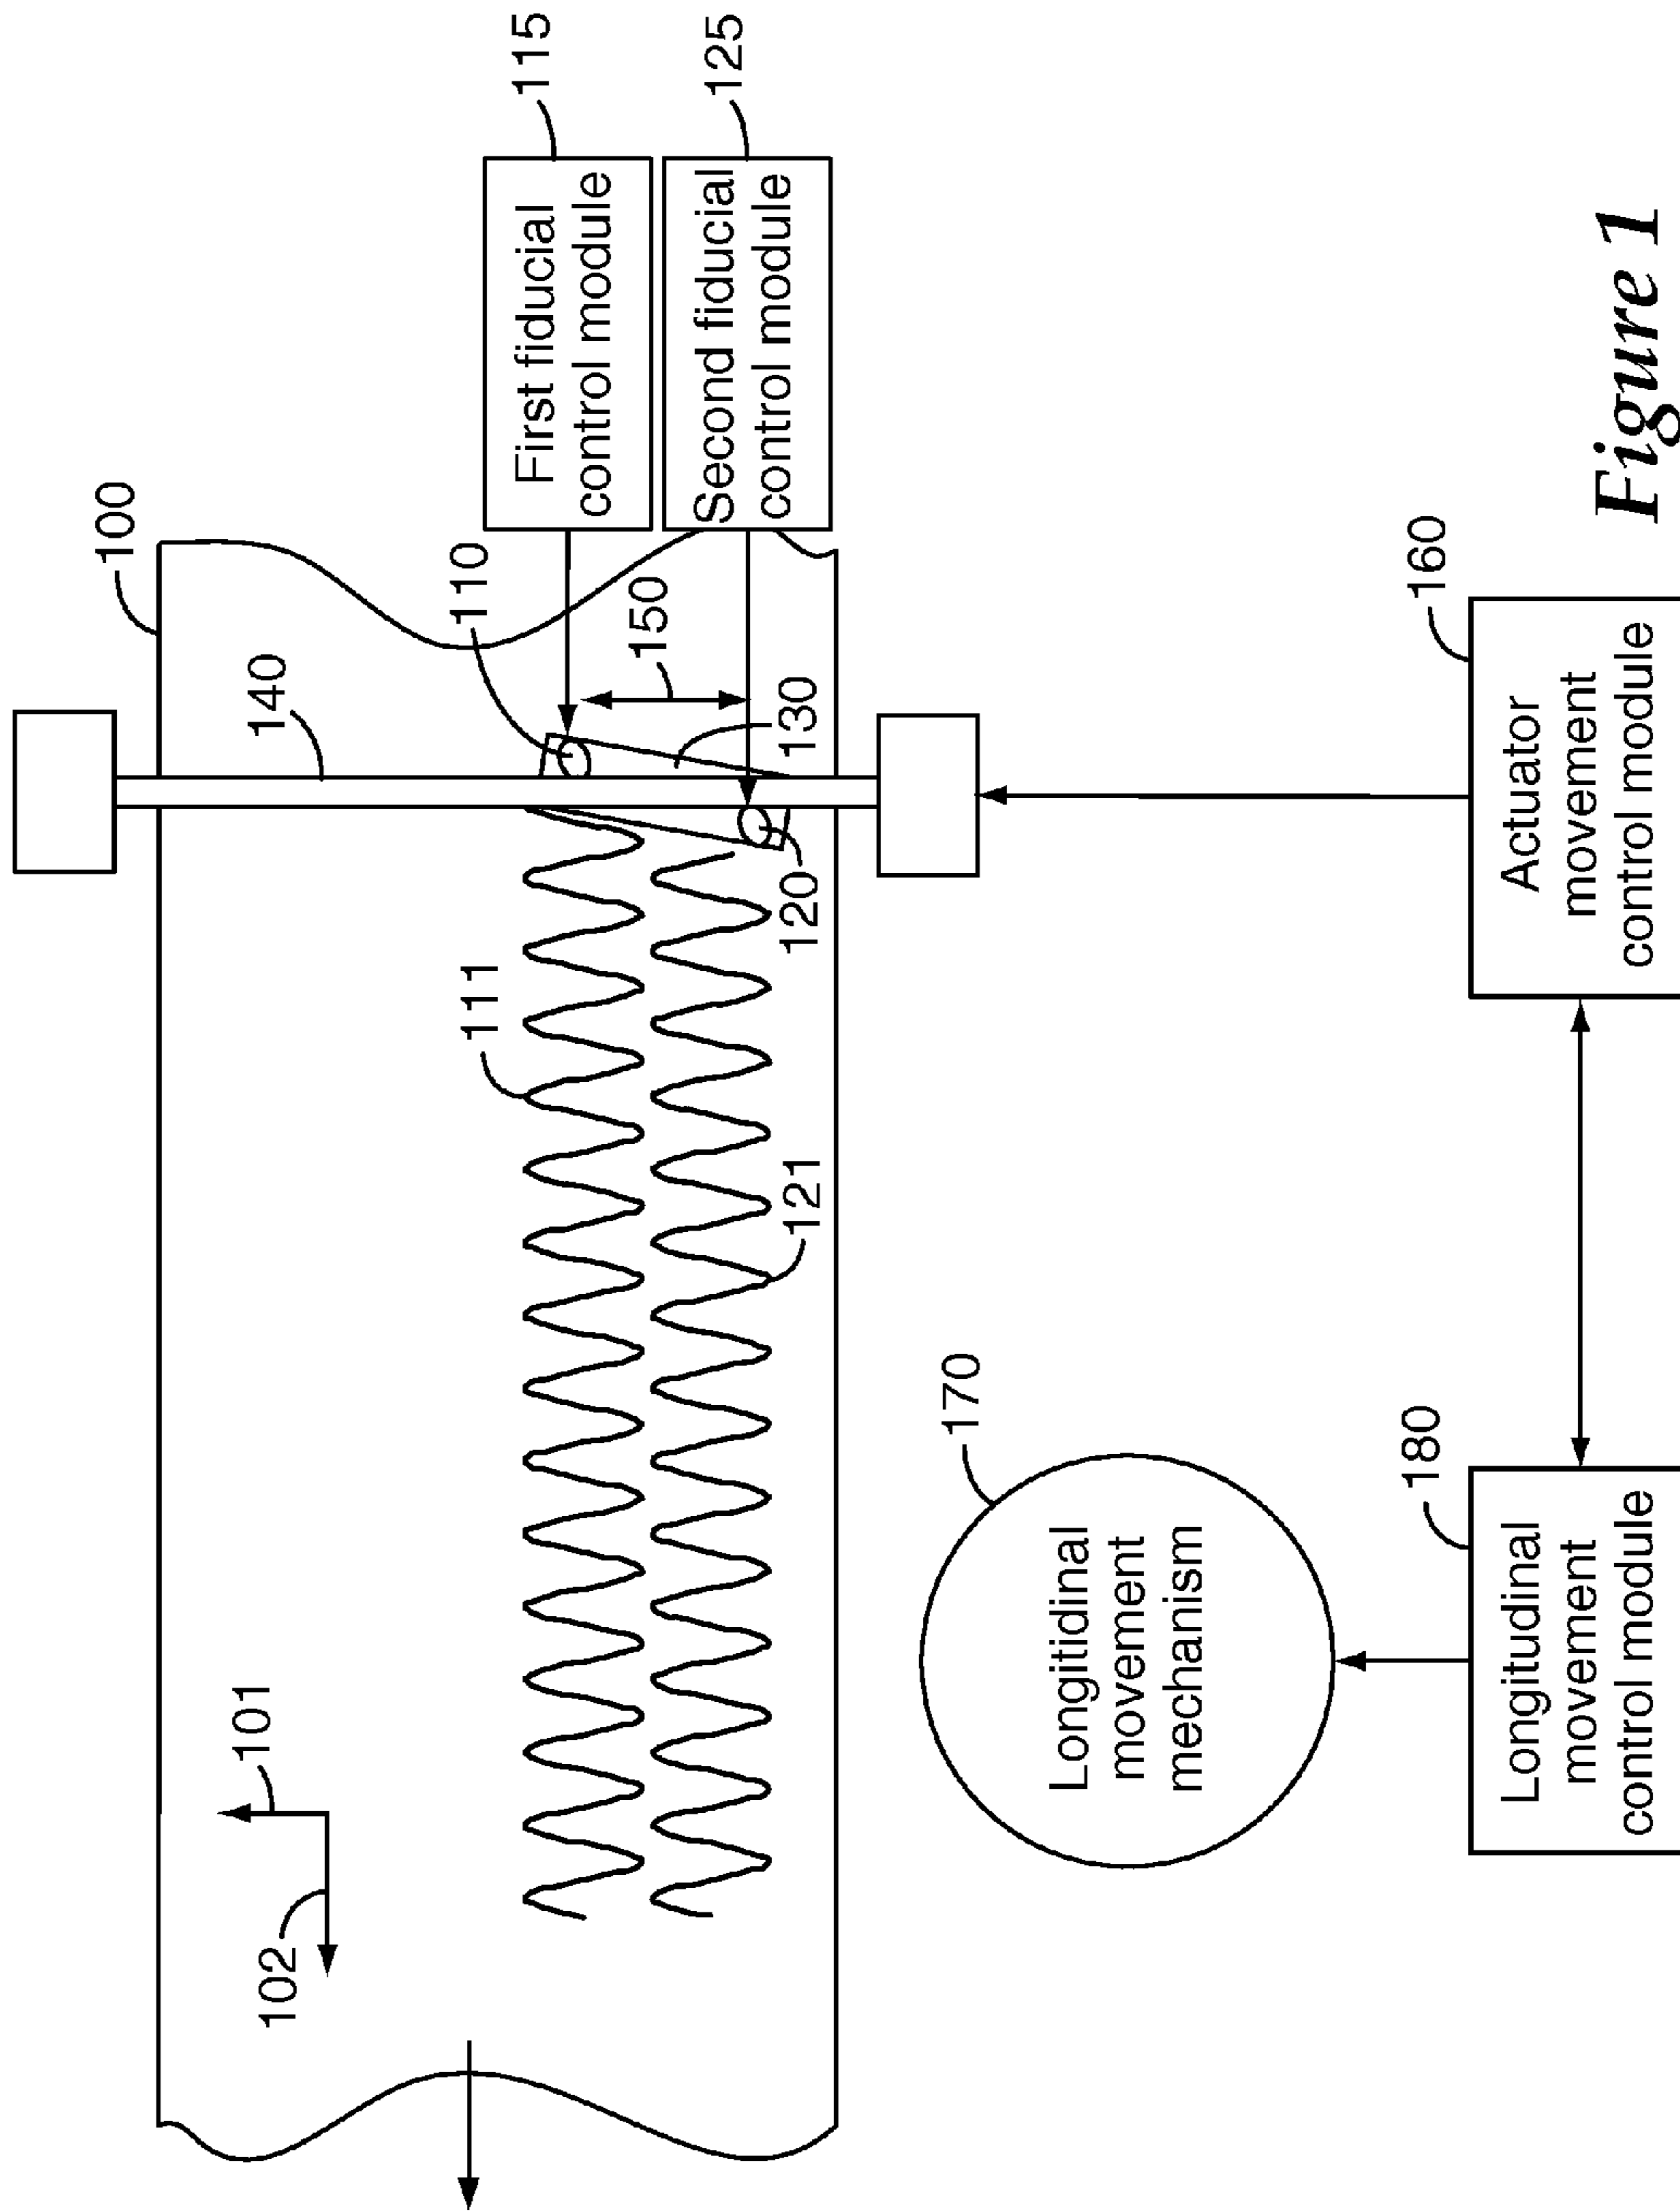 100
101
102
140
111
110
115
First fiducial
control module
150
Second fiducial
control module
125
121
120
130
170
Longitidinal
movement
mechanism
180
Longitudinal
movement
control module
160
Actuator
movement
control module
Figure 1